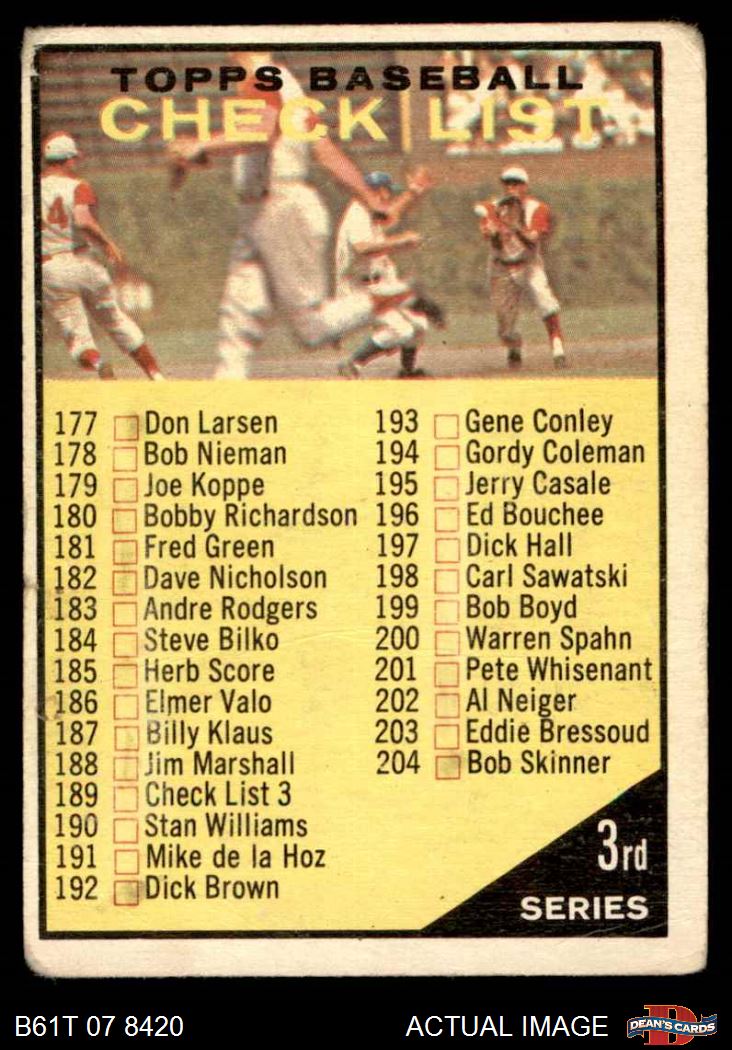 TOPPS BASEBALL
CHECK LIST
4
177 Don Larsen
178 Bob Nieman
179 Joe Koppe
180 Bobby Richardson
181 Fred Green
182 Dave Nicholson
183 Andre Rodgers
184 Steve Bilko
185 Herb Score
186 Elmer Valo
187 Billy Klaus
188 Jim Marshall
189 Check List 3
190 Stan Williams
191 Mike de la Hoz
192 Dick Brown
193 Gene Conley
194 Gordy Coleman
195 Jerry Casale
196 Ed Bouchee
197 Dick Hall
198 Carl Sawatski
199 Bob Boyd
200 Warren Spahn
201 Pete Whisenant
202 Al Neiger
203 Eddie Bressoud
204 Bob Skinner
3rd
SERIES
B61T 07 8420
ACTUAL IMAGE
D
DEAN'S CARDS